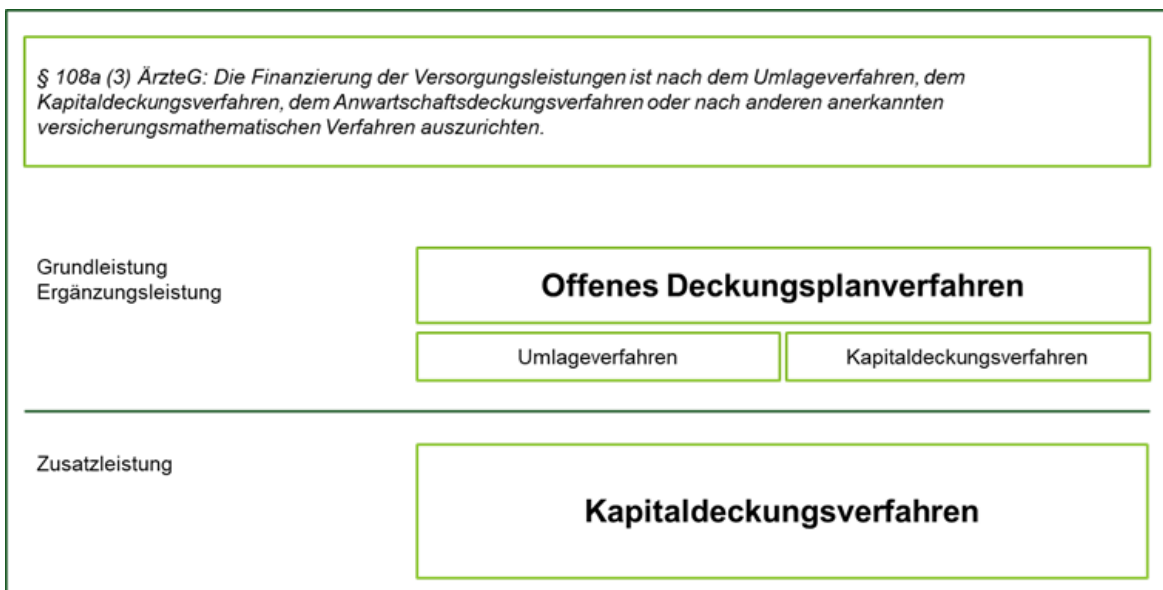 § 108a (3) ÄrzteG: Die Finanzierung der Versorgungsleistungen ist nach dem Umlageverfahren, dem
Kapitaldeckungsverfahren, dem Anwartschaftsdeckungsverfahren oder nach anderen anerkannten
versicherungsmathematischen Verfahren auszurichten.
Grundleistung
Ergänzungsleistung
Offenes Deckungsplanverfahren
Umlageverfahren
Kapitaldeckungsverfahren
Zusatzleistung
Kapitaldeckungsverfahren